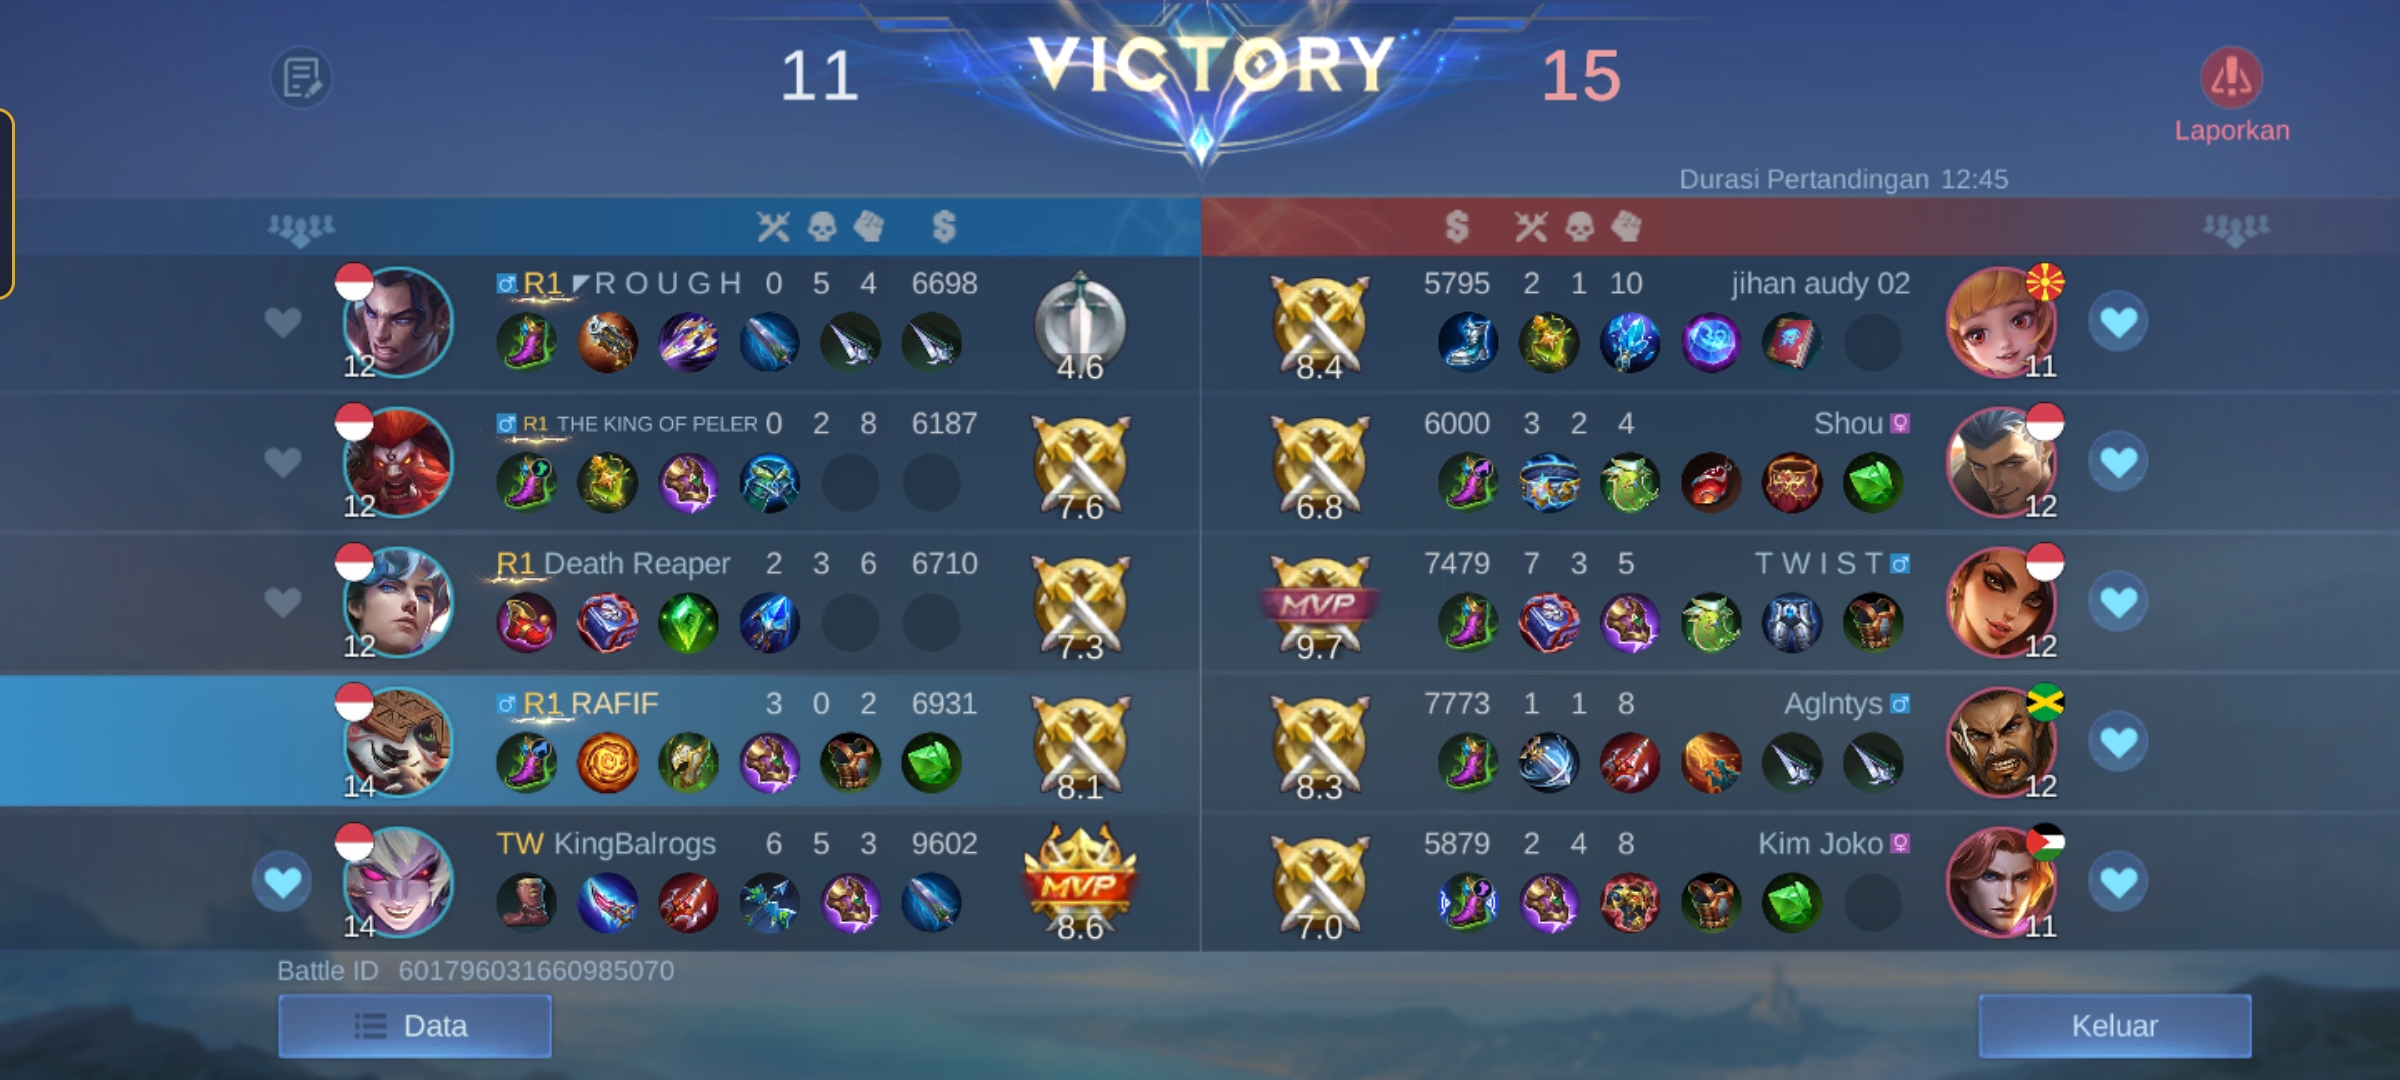 11 VICTORY 15
Laporkan
Durasi Pertandingan 12:45
R1 ROUGH 0 5 4 6698
12 4.6
5795 2 1 10 jihan audy 02
8.4 11
R1 THE KING OF PELER 0 2 8 6187
12 7.6
6000 3 2 4 Shou
6.8 12
R1 Death Reaper 2 3 6 6710
12 7.3
7479 7 3 5 TWIST
MVP
9.7 12
R1 RAFIF 3 0 2 6931
14 8.1
7773 1 1 8 Aglntys
8.3 12
TW KingBalrogs 6 5 3 9602
MVP
14 8.6
5879 2 4 8 Kim Joko
7.0 11
Battle ID 601796031660985070
Data
Keluar